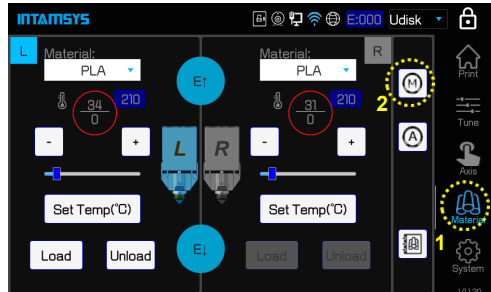 INTAMSYS
E:000 Udisk
L
Material:
PLA
34
0
210
-
+
Set Temp(℃)
Load
Unload
E↑
L
R
E↓
R
Material:
PLA
31
0
210
-
+
Set Temp(℃)
Load
Unload
M
2
A
1
Print
Tune
Axis
Material
System